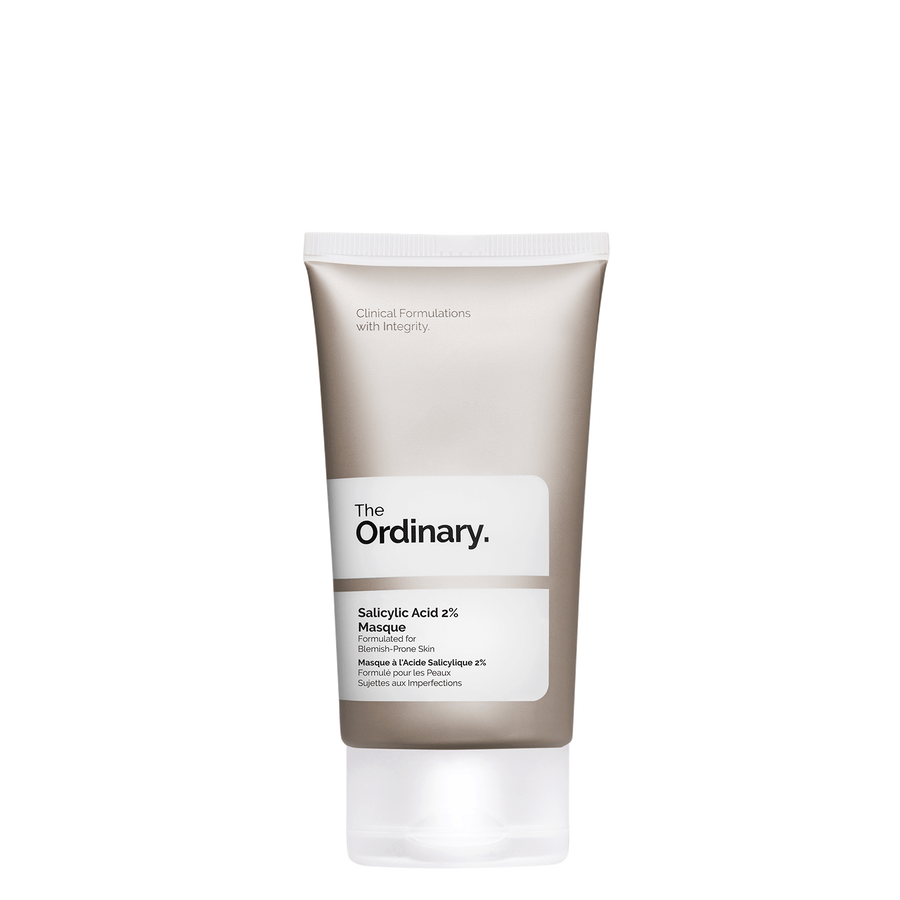 Clinical Formulations
with Integrity.
The
Ordinary.
Salicylic Acid 2%
Masque
Formulated for
Blemish-Prone Skin
Masque à l'Acide Salicylique 2%
Formulé pour les Peaux
Sujettes aux Imperfections